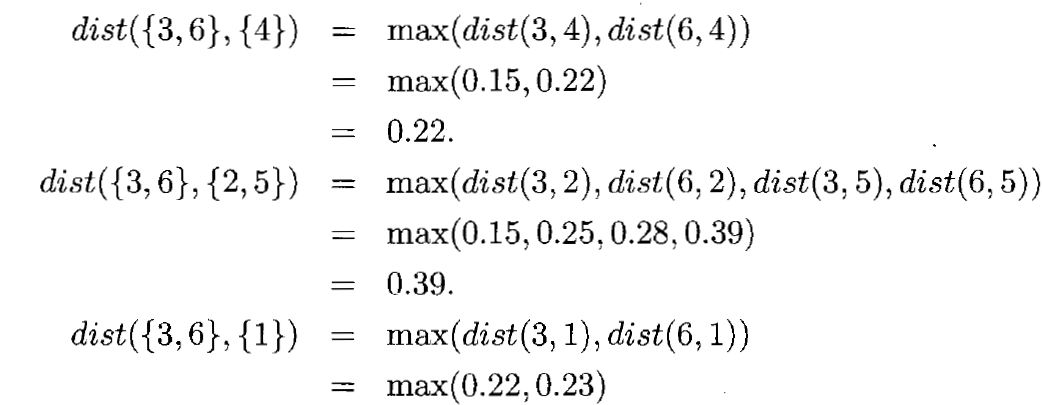 dist({3, 6}, {4}) = max(dist(3, 4), dist(6, 4))
= max(0.15, 0.22)
= 0.22.
dist({3, 6}, {2, 5}) = max(dist(3, 2), dist(6, 2), dist(3, 5), dist(6, 5))
= max(0.15, 0.25, 0.28, 0.39)
= 0.39.
dist({3, 6}, {1}) = max(dist(3, 1), dist(6, 1))
= max(0.22, 0.23)